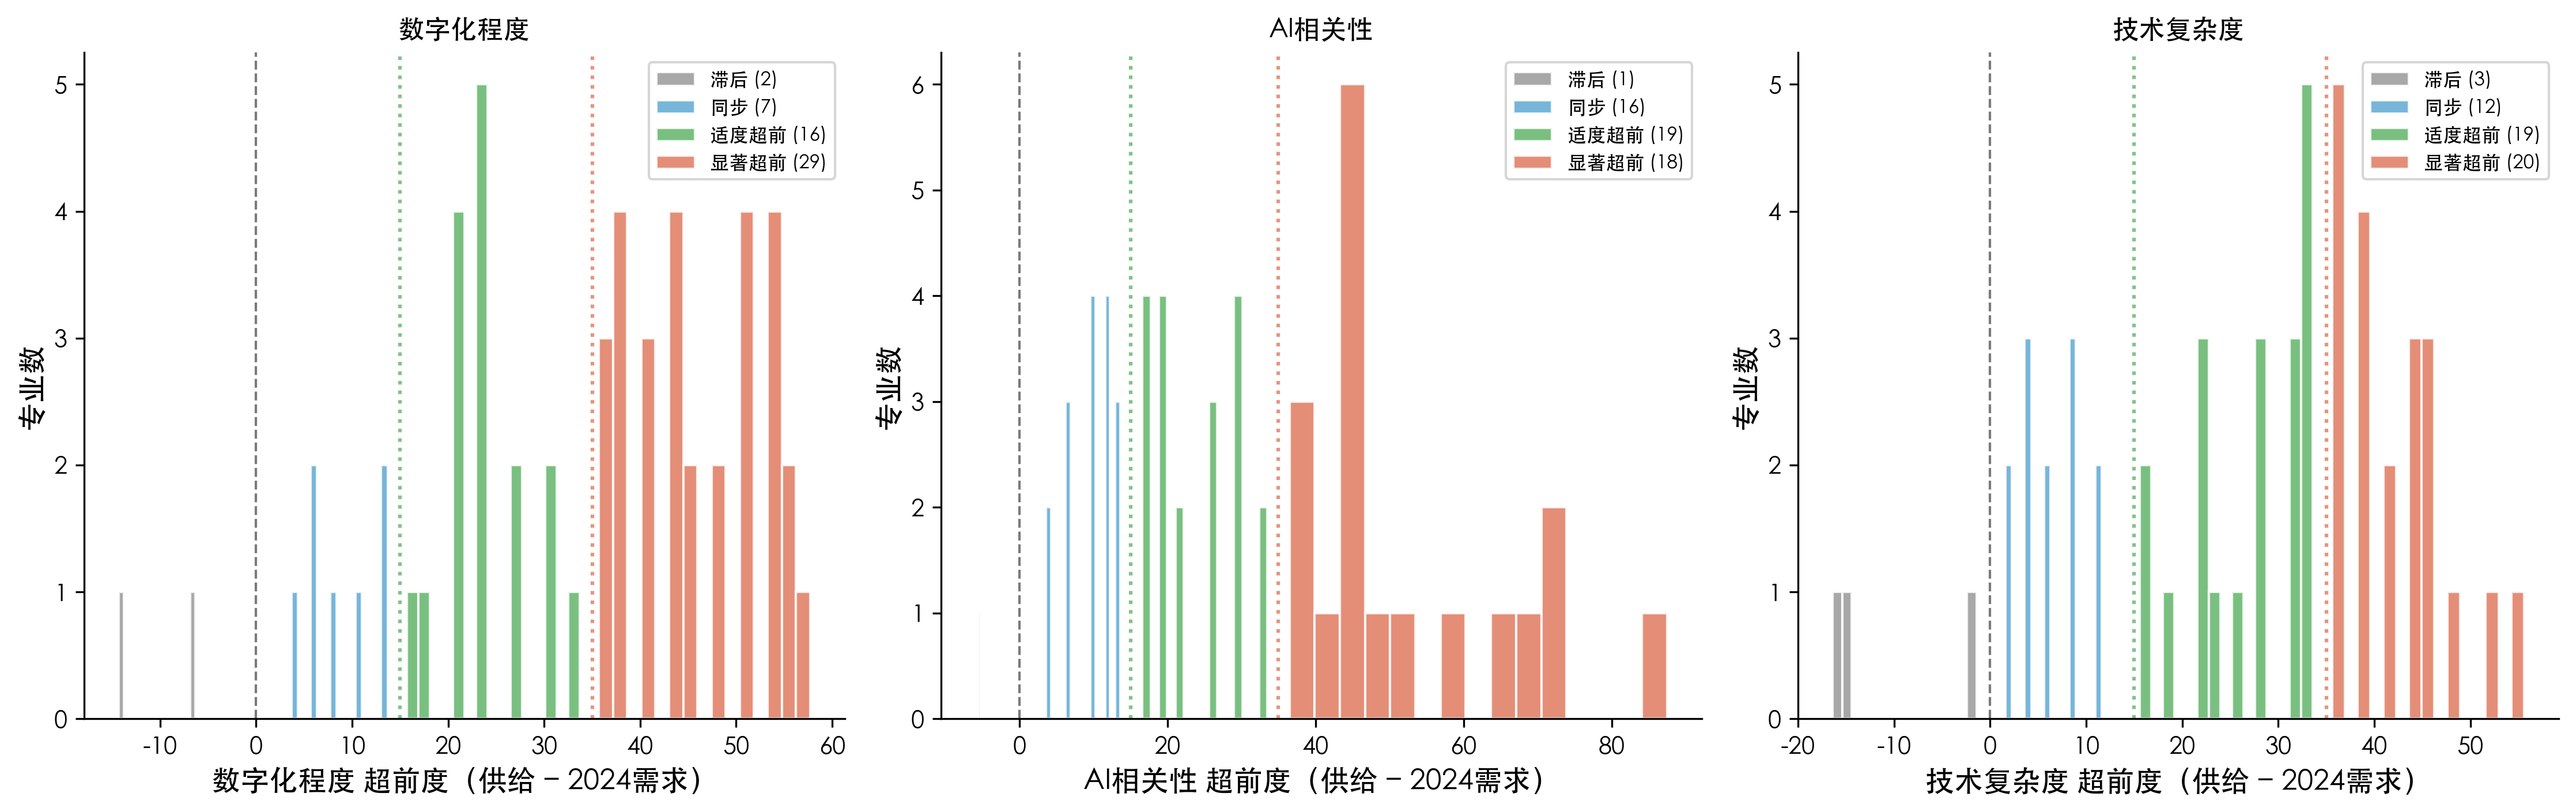 数字化程度
5
4
3
2
1
0
专业数
滞后 (2)
同步 (7)
适度超前 (16)
显著超前 (29)
-10 0 10 20 30 40 50 60
数字化程度 超前度（供给 − 2024需求）
AI相关性
6
5
4
3
2
1
0
专业数
滞后 (1)
同步 (16)
适度超前 (19)
显著超前 (18)
0 20 40 60 80
AI相关性 超前度（供给 − 2024需求）
技术复杂度
5
4
3
2
1
0
专业数
滞后 (3)
同步 (12)
适度超前 (19)
显著超前 (20)
-20 -10 0 10 20 30 40 50
技术复杂度 超前度（供给 − 2024需求）